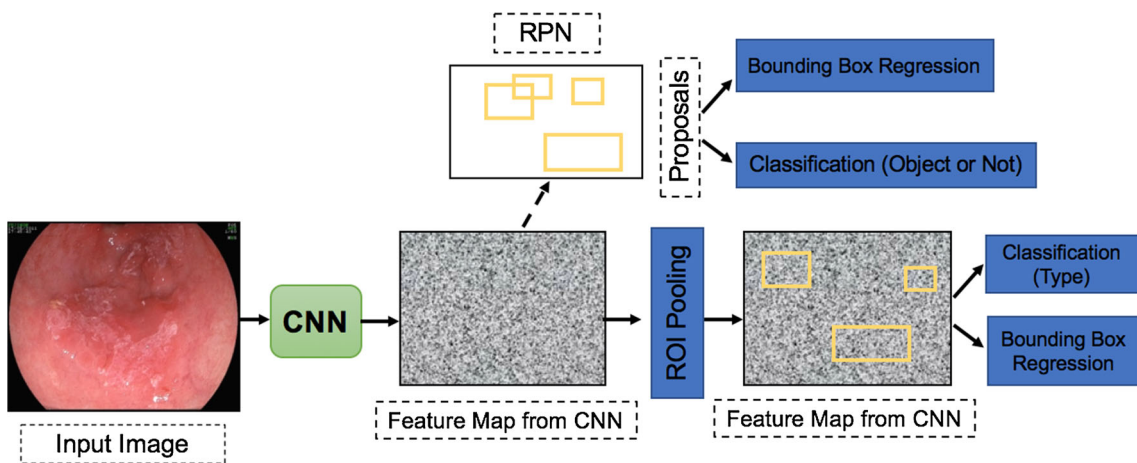 RPN
Proposals
Bounding Box Regression
Classification (Object or Not)
CNN
ROI Pooling
Classification
(Type)
Bounding Box
Regression
Input Image
Feature Map from CNN
Feature Map from CNN